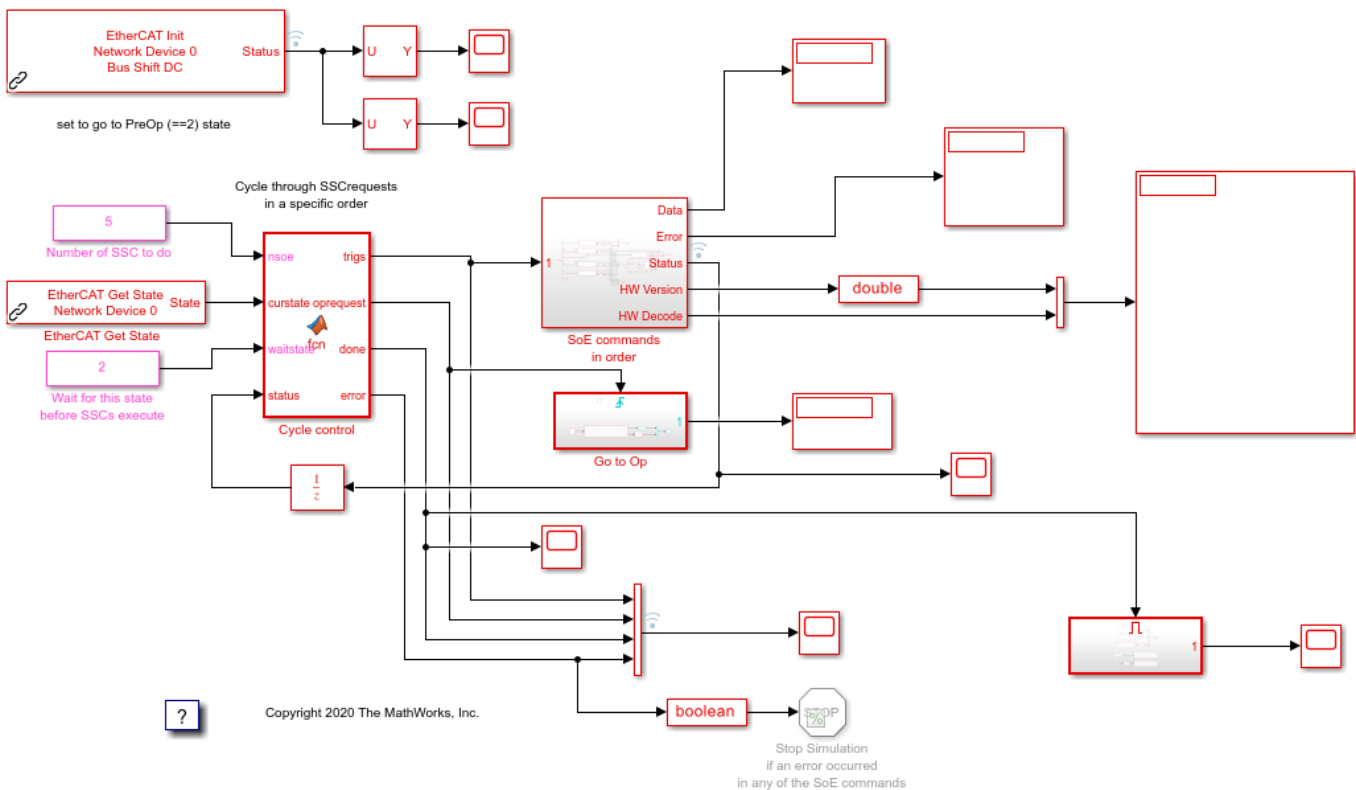 EtherCAT Init
Network Device 0
Bus Shift DC
Status
U Y
U Y
set to go to PreOp (==2) state
Cycle through SSCrequests
in a specific order
5
Number of SSC to do
EtherCAT Get State
Network Device 0
State
EtherCAT Get State
2
Wait for this state
before SSCs execute
nsoe
curstate
waitstate
status
fcn
trigs
oprequest
done
error
Cycle control
1
z
1
Data
Error
Status
HW Version
HW Decode
SoE commands
in order
double
1
Go to Op
1
?
Copyright 2020 The MathWorks, Inc.
boolean
STOP
Stop Simulation
if an error occurred
in any of the SoE commands